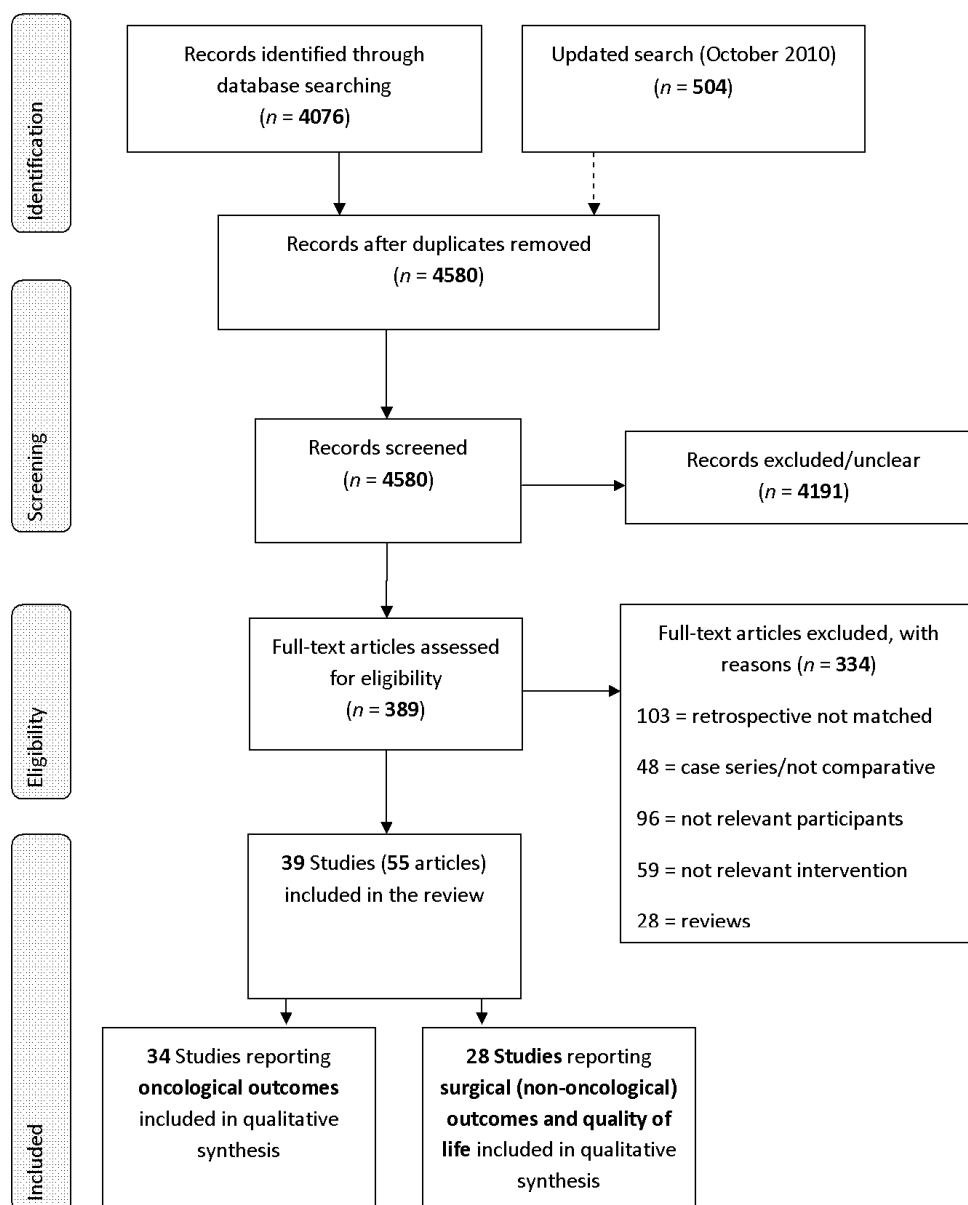 Identification
Records identified through
database searching
(n = 4076)
Updated search (October 2010)
(n = 504)
Records after duplicates removed
(n = 4580)
Screening
Records screened
(n = 4580)
Records excluded/unclear
(n = 4191)
Eligibility
Full-text articles assessed
for eligibility
(n = 389)
Full-text articles excluded, with
reasons (n = 334)
103 = retrospective not matched
48 = case series/not comparative
96 = not relevant participants
59 = not relevant intervention
28 = reviews
Included
39 Studies (55 articles)
included in the review
34 Studies reporting
oncological outcomes
included in qualitative
synthesis
28 Studies reporting
surgical (non-oncological)
outcomes and quality of
life included in qualitative
synthesis